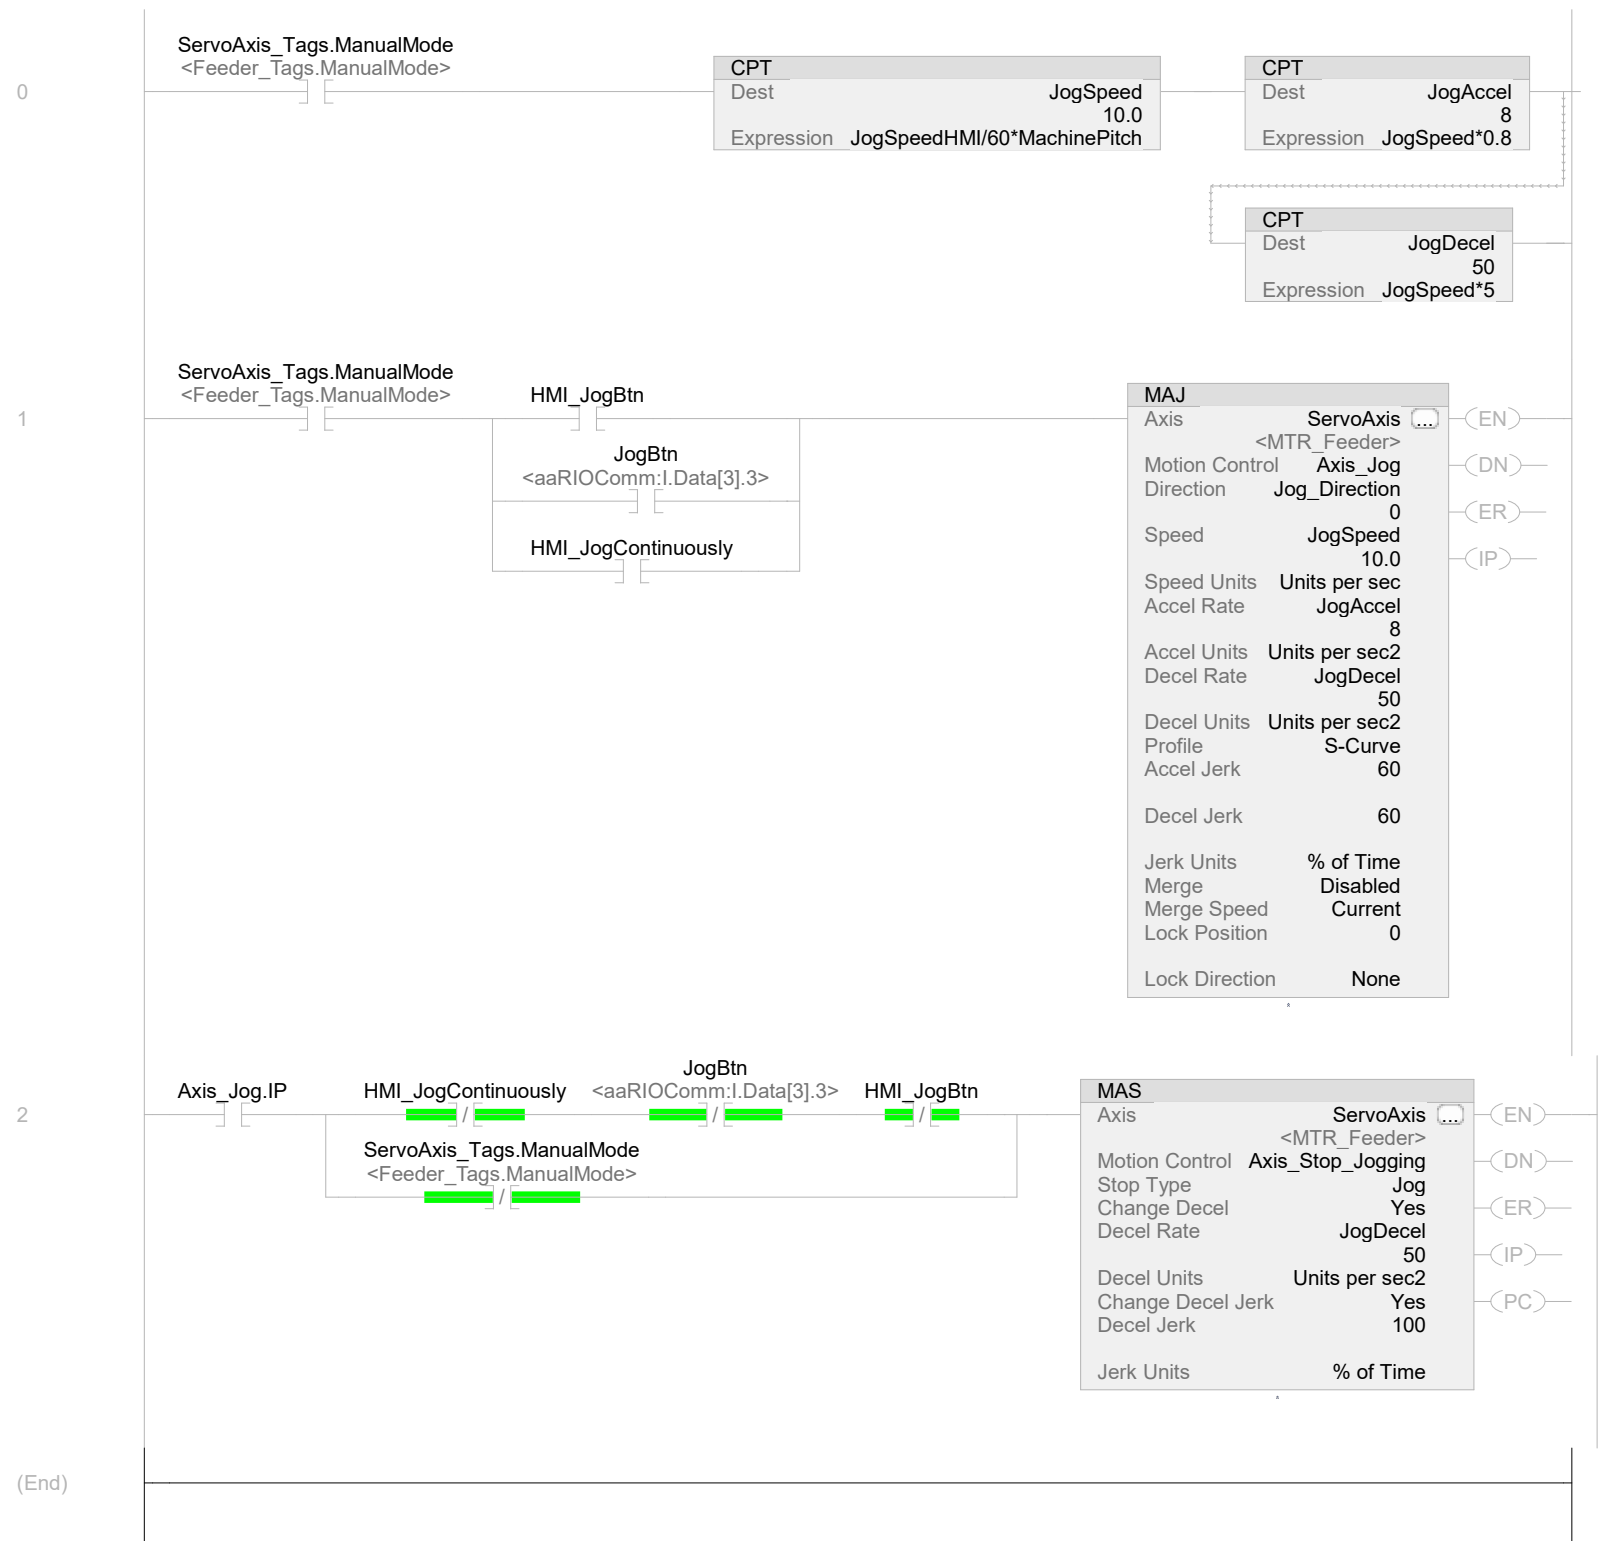 ServoAxis_Tags.ManualMode
<Feeder_Tags.ManualMode>
0
CPT
Dest JogSpeed
10.0
Expression JogSpeedHMI/60*MachinePitch
CPT
Dest JogAccel
8
Expression JogSpeed*0.8
CPT
Dest JogDecel
50
Expression JogSpeed*5
ServoAxis_Tags.ManualMode
<Feeder_Tags.ManualMode>
1
HMI_JogBtn
JogBtn
<aaRIOComm:I.Data[3].3>
HMI_JogContinuously
MAJ
Axis ServoAxis ...
<MTR_Feeder>
Motion Control Axis_Jog
Direction Jog_Direction
0
Speed JogSpeed
10.0
Speed Units Units per sec
Accel Rate JogAccel
8
Accel Units Units per sec2
Decel Rate JogDecel
50
Decel Units Units per sec2
Profile S-Curve
Accel Jerk 60
Decel Jerk 60
Jerk Units % of Time
Merge Disabled
Merge Speed Current
Lock Position 0
Lock Direction None
EN
DN
ER
IP
2
Axis_Jog.IP
HMI_JogContinuously
JogBtn
<aaRIOComm:I.Data[3].3>
HMI_JogBtn
ServoAxis_Tags.ManualMode
<Feeder_Tags.ManualMode>
MAS
Axis ServoAxis ...
<MTR_Feeder>
Motion Control Axis_Stop_Jogging
Stop Type Jog
Change Decel Yes
Decel Rate JogDecel
50
Decel Units Units per sec2
Change Decel Jerk Yes
Decel Jerk 100
Jerk Units % of Time
EN
DN
ER
IP
PC
(End)